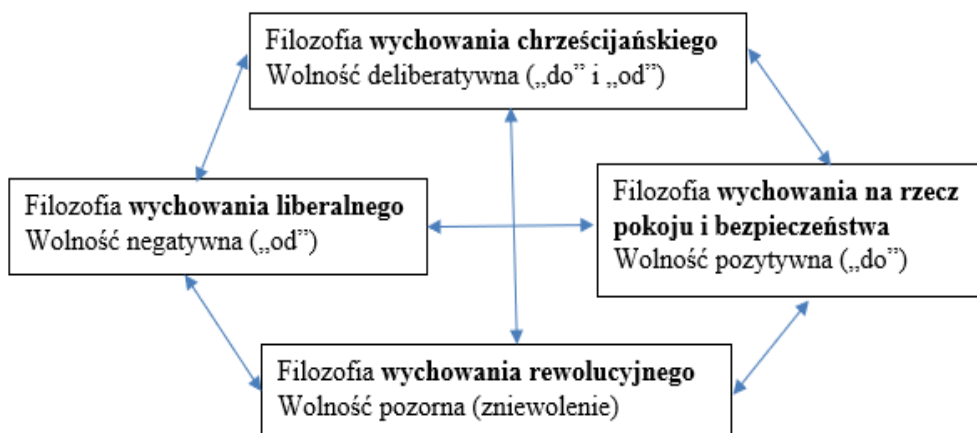 Filozofia wychowania chrześcijańskiego
Wolność deliberatywna („do” i „od”)
Filozofia wychowania liberalnego
Wolność negatywna („od”)
Filozofia wychowania na rzecz
pokoju i bezpieczeństwa
Wolność pozytywna („do”)
Filozofia wychowania rewolucyjnego
Wolność pozorna (zniewolenie)